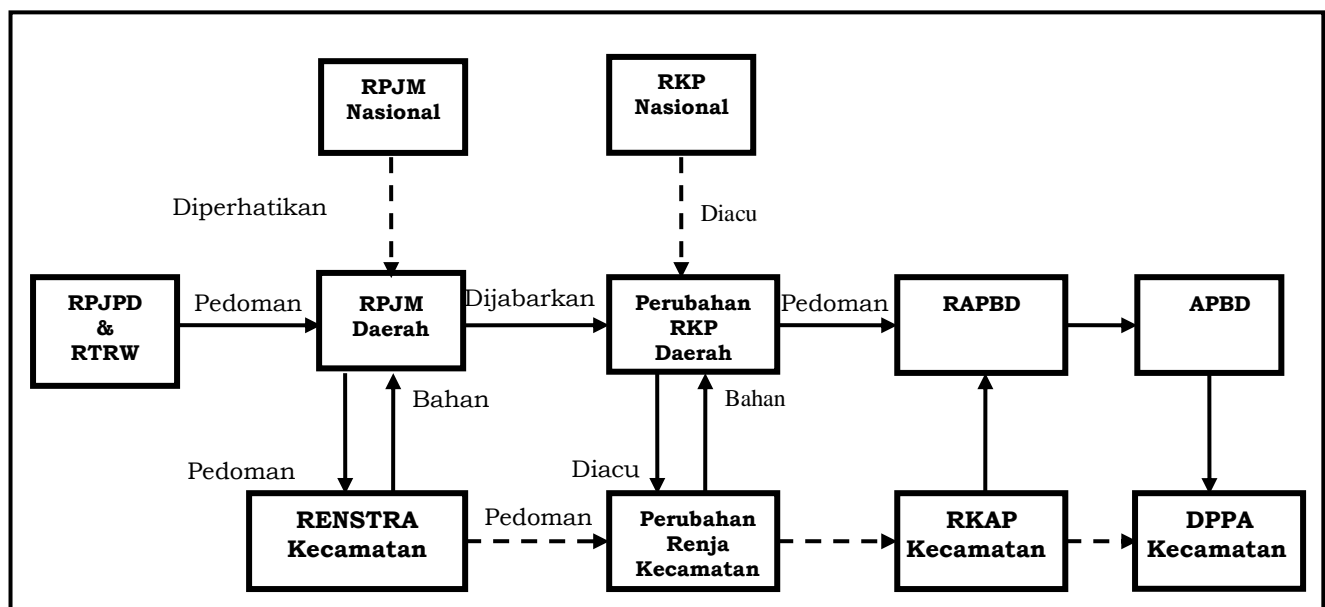 RPJM
Nasional
RKP
Nasional
Diperhatikan
Diacu
RPJPD
&
RTRW
Pedoman
RPJM
Daerah
Dijabarkan
Perubahan
RKP
Daerah
Pedoman
RAPBD
APBD
Bahan
Bahan
Pedoman
Diacu
RENSTRA
Kecamatan
Pedoman
Perubahan
Renja
Kecamatan
RKAP
Kecamatan
DPPA
Kecamatan